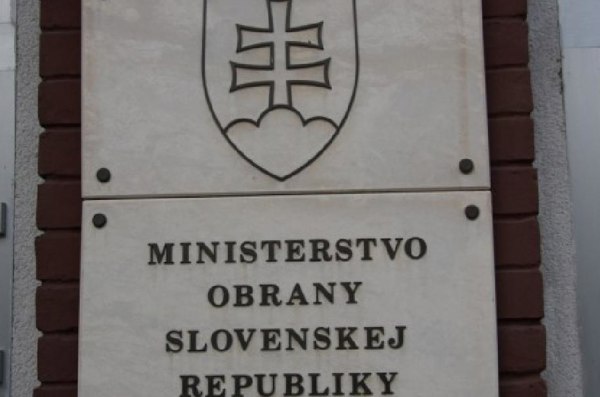 MINISTERSTVO
OBRANY
SLOVENSKEJ
REPUBLIKY